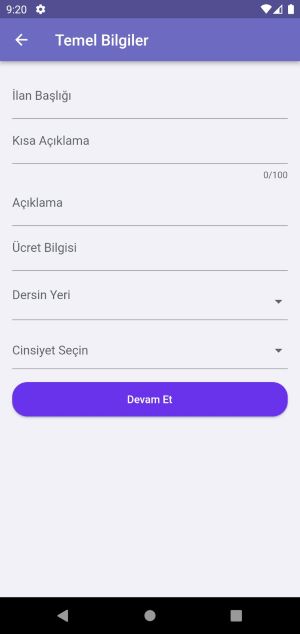 9:20
Temel Bilgiler
İlan Başlığı
Kısa Açıklama
0/100
Açıklama
Ücret Bilgisi
Dersin Yeri
Cinsiyet Seçin
Devam Et